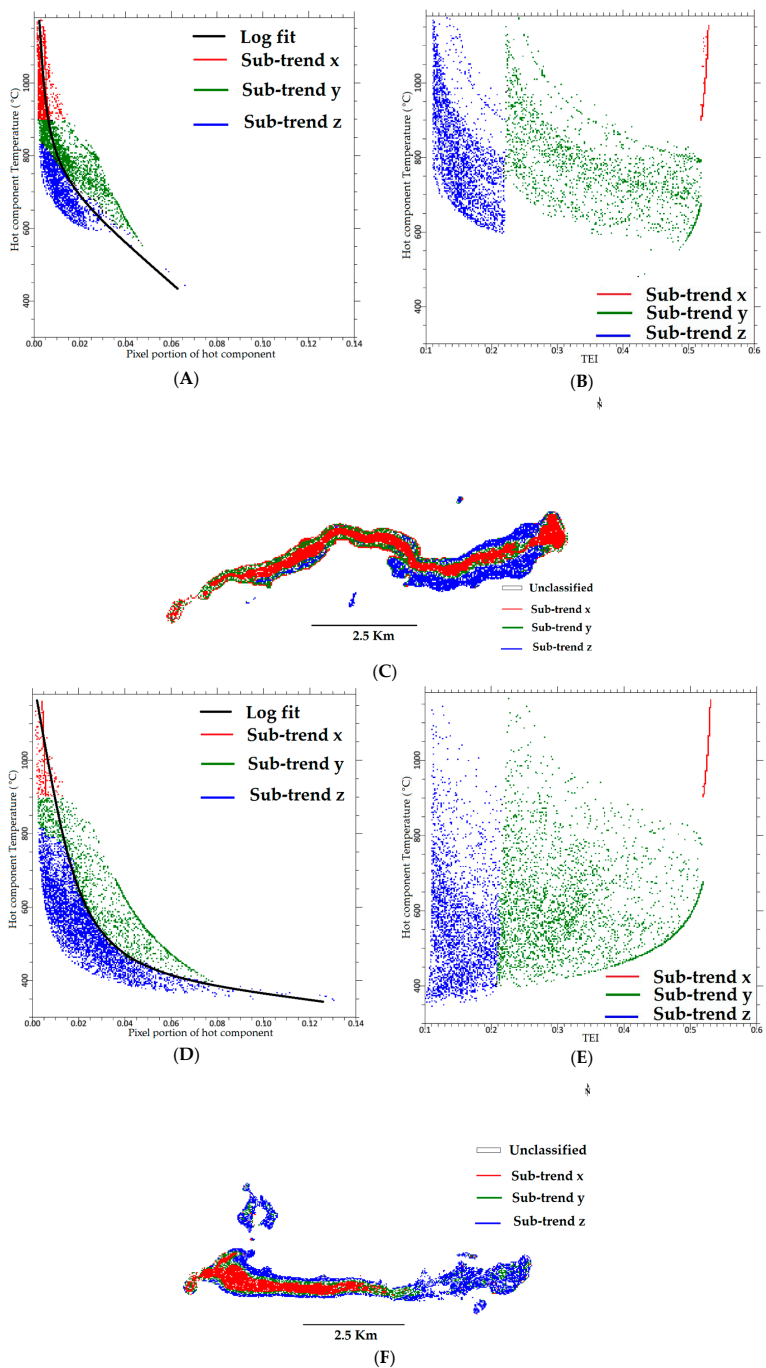 Log fit
Sub-trend x
Sub-trend y
Sub-trend z
Hot component Temperature (°C)
1000
800
600
400
0.00 0.02 0.04 0.06 0.08 0.10 0.12 0.14
Pixel portion of hot component
(A)
Hot component Temperature (°C)
1000
800
600
400
Sub-trend x
Sub-trend y
Sub-trend z
0.1 0.2 0.3 0.4 0.5 0.6
TEI
(B)
N
Unclassified
Sub-trend x
Sub-trend y
Sub-trend z
2.5 Km
(C)
Log fit
Sub-trend x
Sub-trend y
Sub-trend z
Hot component Temperature (°C)
1000
800
600
400
0.00 0.02 0.04 0.06 0.08 0.10 0.12 0.14
Pixel portion of hot component
(D)
Hot component Temperature (°C)
1000
800
600
400
Sub-trend x
Sub-trend y
Sub-trend z
0.1 0.2 0.3 0.4 0.5 0.6
TEI
(E)
N
Unclassified
Sub-trend x
Sub-trend y
Sub-trend z
2.5 Km
(F)